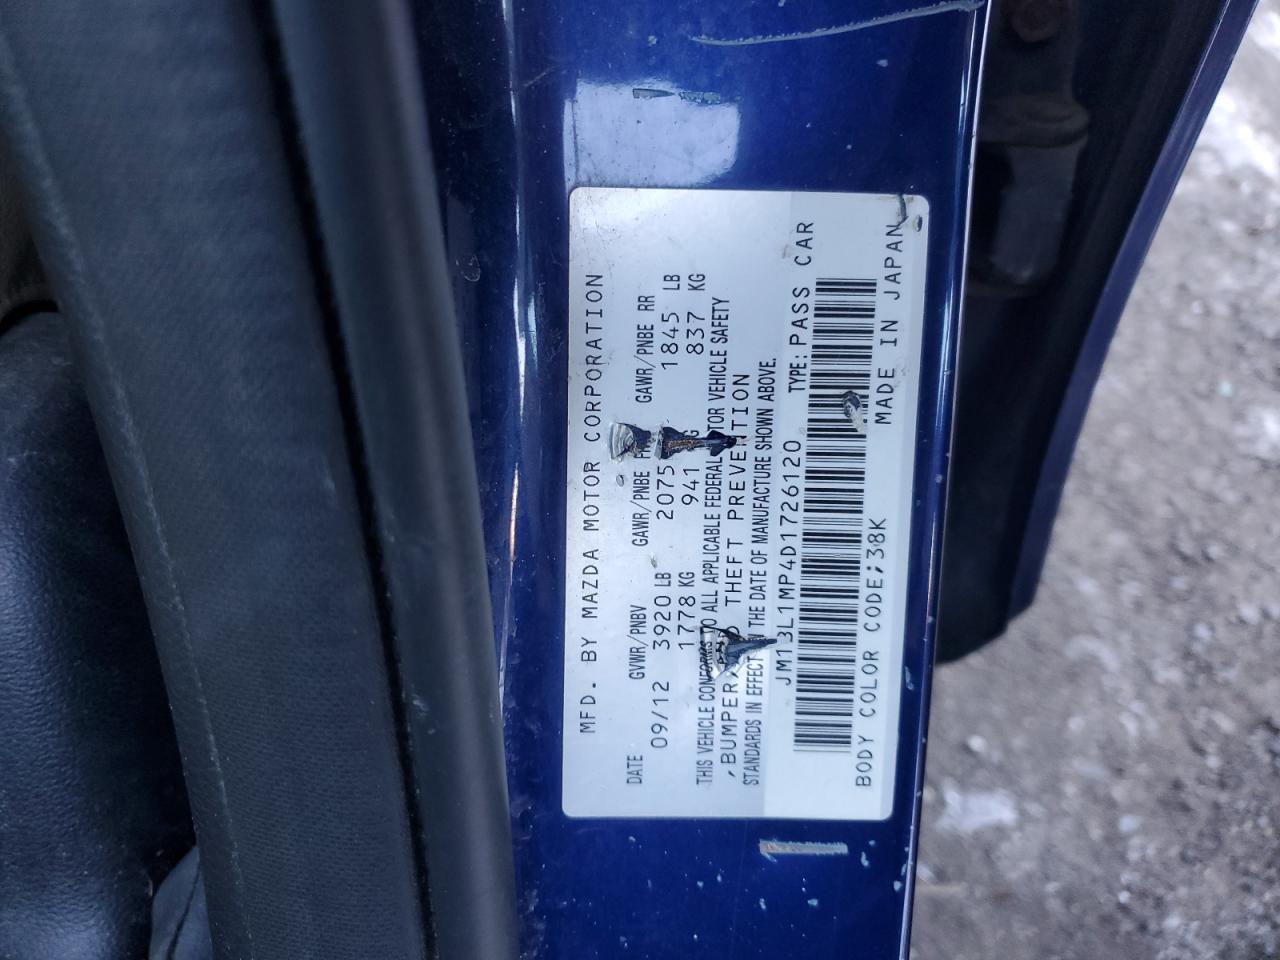 MFD. BY MAZDA MOTOR CORPORATION
DATE GVWR/PNBV GAWR/PNBE GAWR/PNBE RR
09/12 3920 LB 2075 1845 LB
1778 KG 941 837 KG
THIS VEHICLE CONFORMS TO ALL APPLICABLE FEDERAL MOTOR VEHICLE SAFETY
,BUMPER, AND THEFT PREVENTION
STANDARDS IN EFFECT THE DATE OF MANUFACTURE SHOWN ABOVE.
JM1BL1MP4D1726120 TYPE:PASS CAR
BODY COLOR CODE;38K MADE IN JAPAN